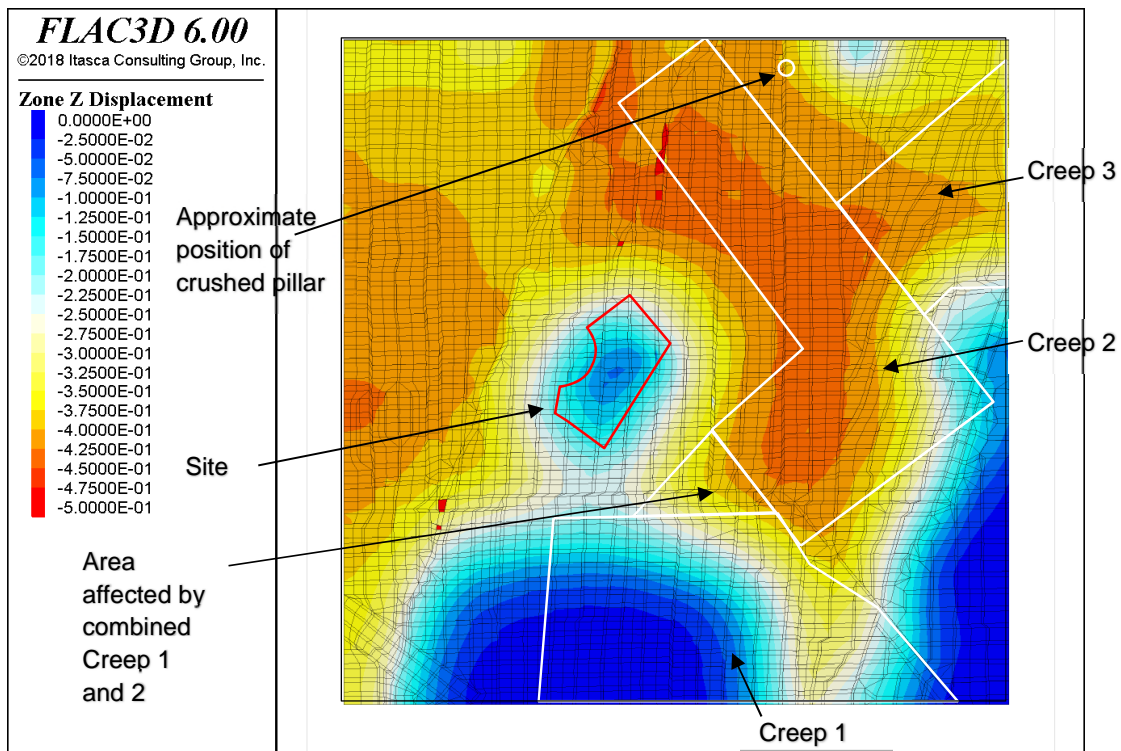 FLAC3D 6.00
©2018 Itasca Consulting Group, Inc.
Zone Z Displacement
0.0000E+00
-2.5000E-02
-5.0000E-02
-7.5000E-02
-1.0000E-01
-1.2500E-01
-1.5000E-01
-1.7500E-01
-2.0000E-01
-2.2500E-01
-2.5000E-01
-2.7500E-01
-3.0000E-01
-3.2500E-01
-3.5000E-01
-3.7500E-01
-4.0000E-01
-4.2500E-01
-4.5000E-01
-4.7500E-01
-5.0000E-01
Approximate
position of
crushed pillar
Site
Area
affected by
combined
Creep 1
and 2
Creep 3
Creep 2
Creep 1